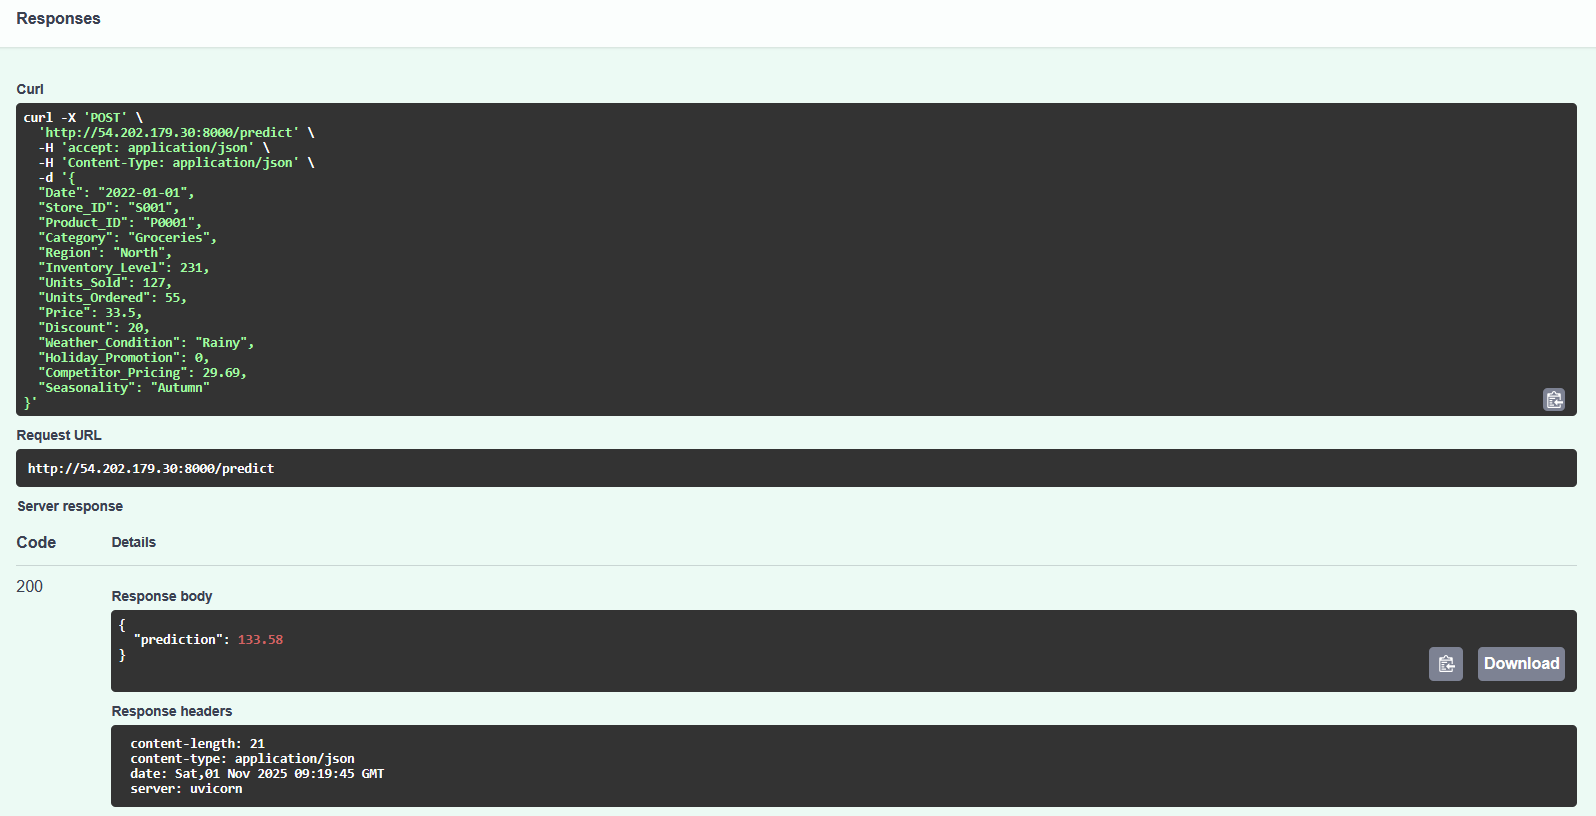 Responses
Curl
curl -X 'POST' \
  'http://54.202.179.30:8000/predict' \
  -H 'accept: application/json' \
  -H 'Content-Type: application/json' \
  -d '{
  "Date": "2022-01-01",
  "Store_ID": "S001",
  "Product_ID": "P0001",
  "Category": "Groceries",
  "Region": "North",
  "Inventory_Level": 231,
  "Units_Sold": 127,
  "Units_Ordered": 55,
  "Price": 33.5,
  "Discount": 20,
  "Weather_Condition": "Rainy",
  "Holiday_Promotion": 0,
  "Competitor_Pricing": 29.69,
  "Seasonality": "Autumn"
}'
Request URL
http://54.202.179.30:8000/predict
Server response
Code Details
200
Response body
{
  "prediction": 133.58
}
Download
Response headers
content-length: 21
content-type: application/json
date: Sat,01 Nov 2025 09:19:45 GMT
server: uvicorn